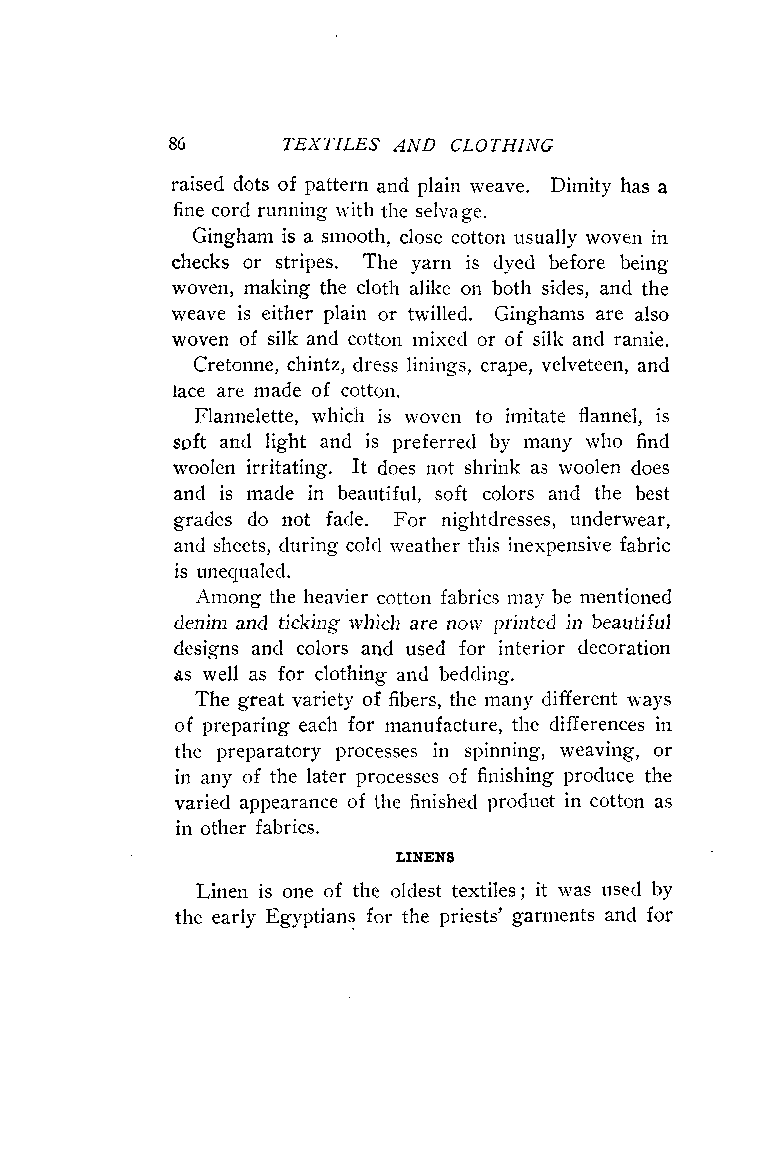 86 TEXTILES AND CLOTHING
raised dots of pattern and plain weave. Dimity has a
fine cord running with the selvage.
Gingham is a smooth, close cotton usually woven in
checks or stripes. The yarn is dyed before being
woven, making the cloth alike on both sides, and the
weave is either plain or twilled. Ginghams are also
woven of silk and cotton mixed or of silk and ramie.
Cretonne, chintz, dress linings, crape, velveteen, and
lace are made of cotton.
Flannelette, which is woven to imitate flannel, is
soft and light and is preferred by many who find
woolen irritating. It does not shrink as woolen does
and is made in beautiful, soft colors and the best
grades do not fade. For nightdresses, underwear,
and sheets, during cold weather this inexpensive fabric
is unequaled.
Among the heavier cotton fabrics may be mentioned
denim and ticking which are now printed in beautiful
designs and colors and used for interior decoration
as well as for clothing and bedding.
The great variety of fibers, the many different ways
of preparing each for manufacture, the differences in
the preparatory processes in spinning, weaving, or
in any of the later processes of finishing produce the
varied appearance of the finished product in cotton as
in other fabrics.
LINENS
Linen is one of the oldest textiles; it was used by
the early Egyptians for the priests' garments and for